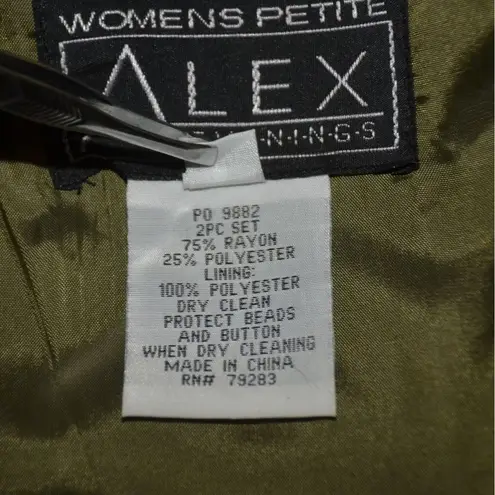 WOMENS PETITE
ALEX
N·I·N·G·S
PO 9882
2PC SET
75% RAYON
25% POLYESTER
LINING:
100% POLYESTER
DRY CLEAN
PROTECT BEADS
AND BUTTON
WHEN DRY CLEANING
MADE IN CHINA
RN# 79283